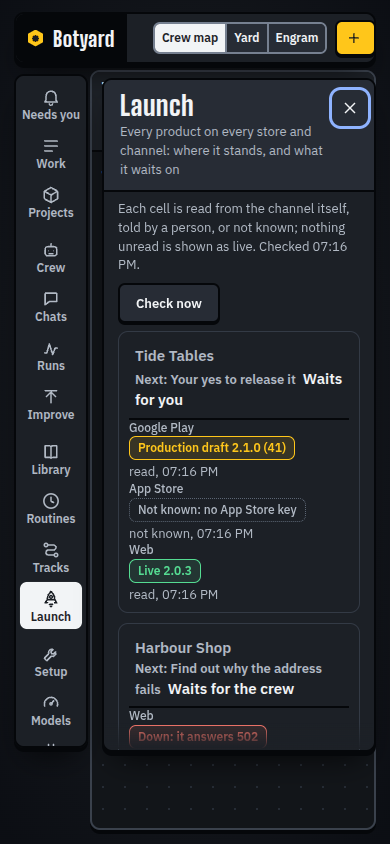 Botyard
Crew map
Yard
Engram
+
Needs you
Work
Projects
Crew
Chats
Runs
Improve
Library
Routines
Tracks
Launch
Setup
Models
Launch
Every product on every store and
channel: where it stands, and what
it waits on
Each cell is read from the channel itself,
told by a person, or not known; nothing
unread is shown as live. Checked 07:16
PM.
Check now
Tide Tables
Next: Your yes to release it Waits
for you
Google Play
Production draft 2.1.0 (41)
read, 07:16 PM
App Store
Not known: no App Store key
not known, 07:16 PM
Web
Live 2.0.3
read, 07:16 PM
Harbour Shop
Next: Find out why the address
fails Waits for the crew
Web
Down: it answers 502